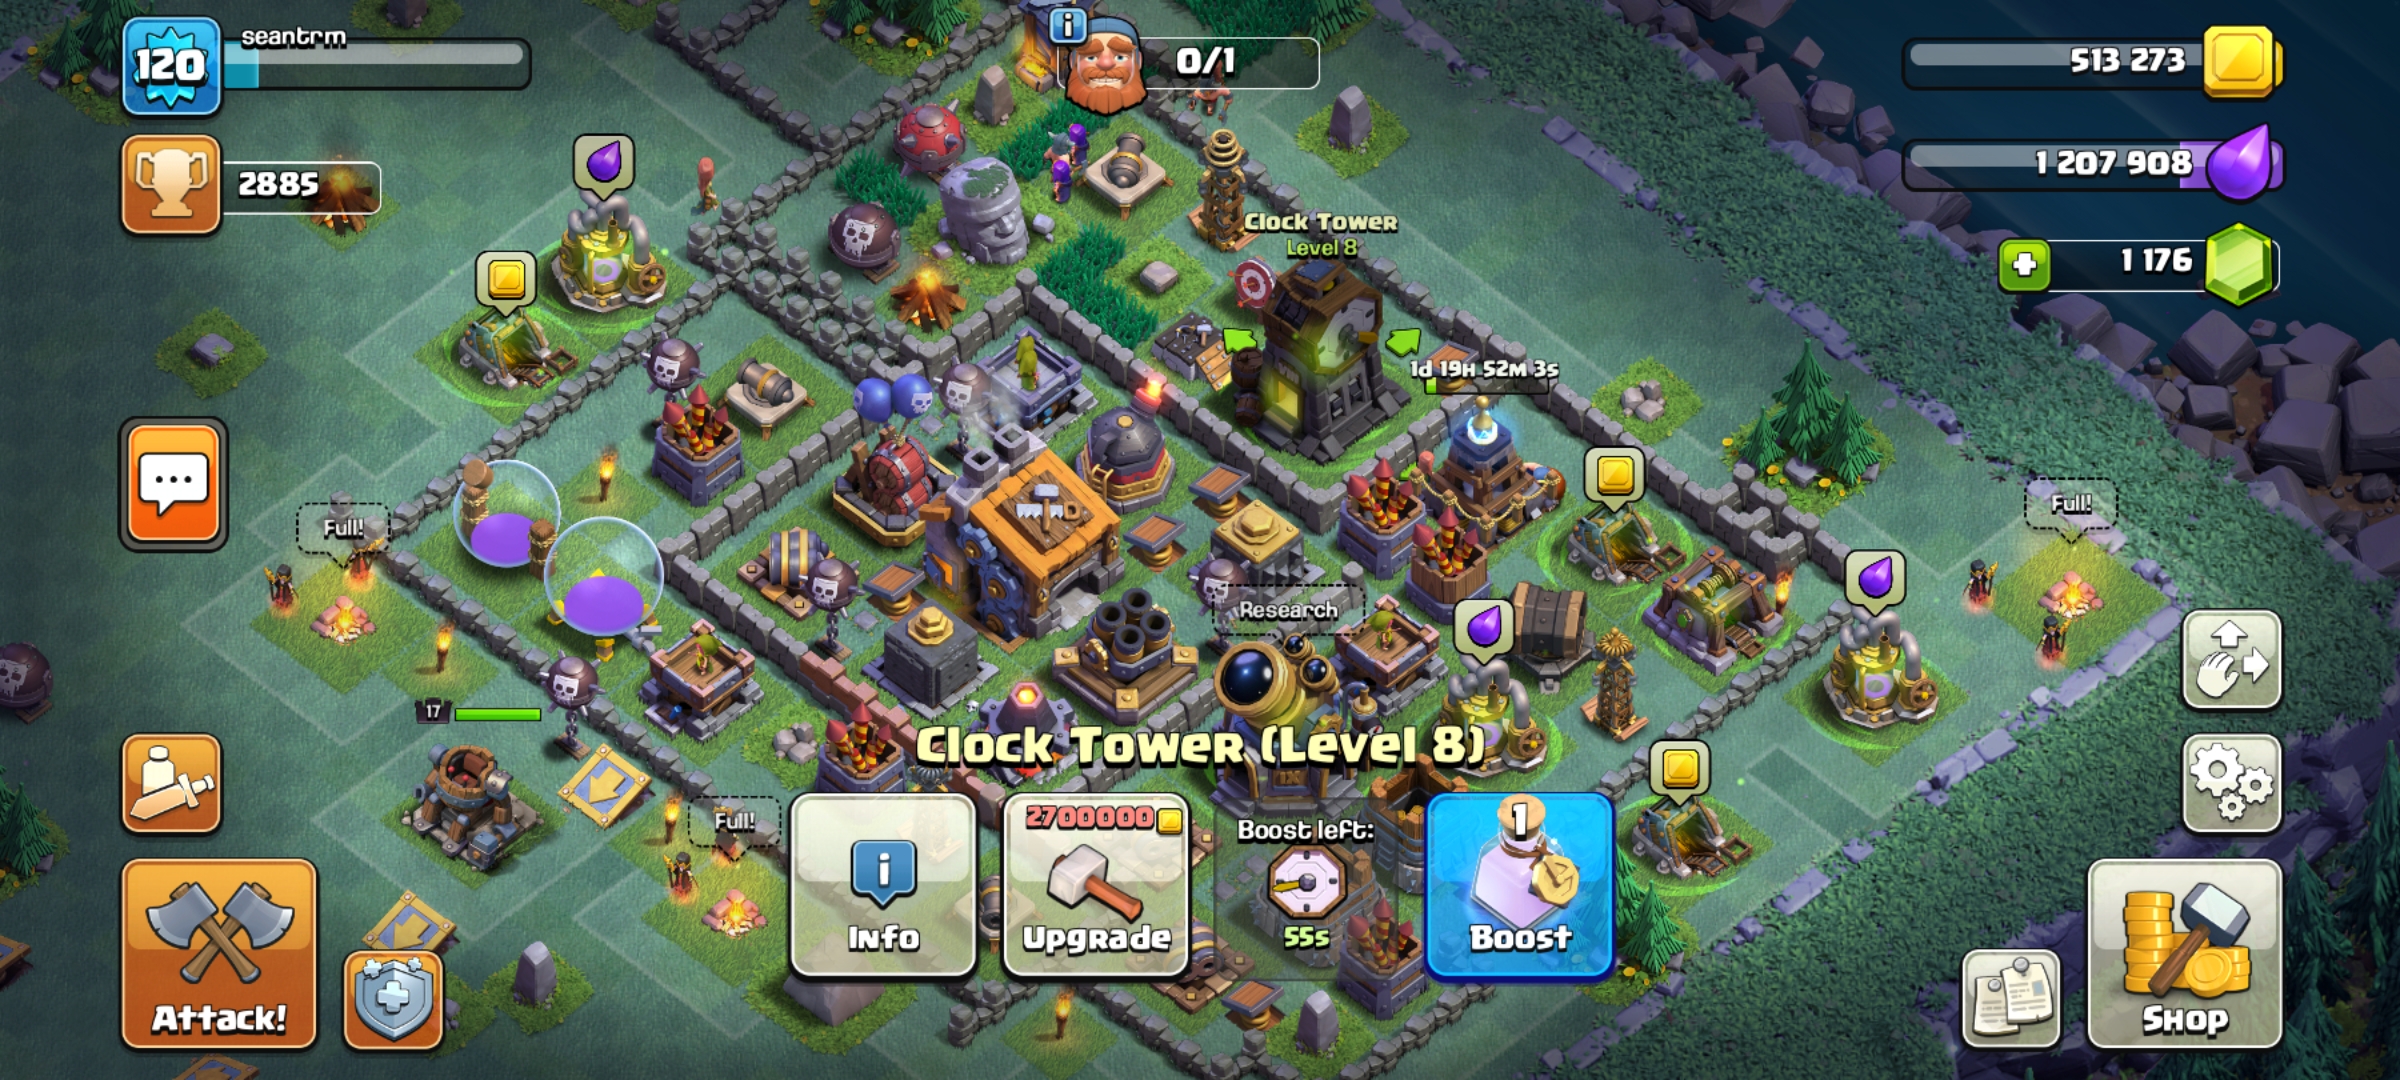 120
seantrm
0/1
513 273
2885
1 207 908
Clock Tower
Level 8
1 176
1d 19H 52M 3s
Full!
Full!
Research
17
Clock Tower (Level 8)
Full!
Info
2700000
Upgrade
Boost left:
55s
1
Boost
Attack!
Shop